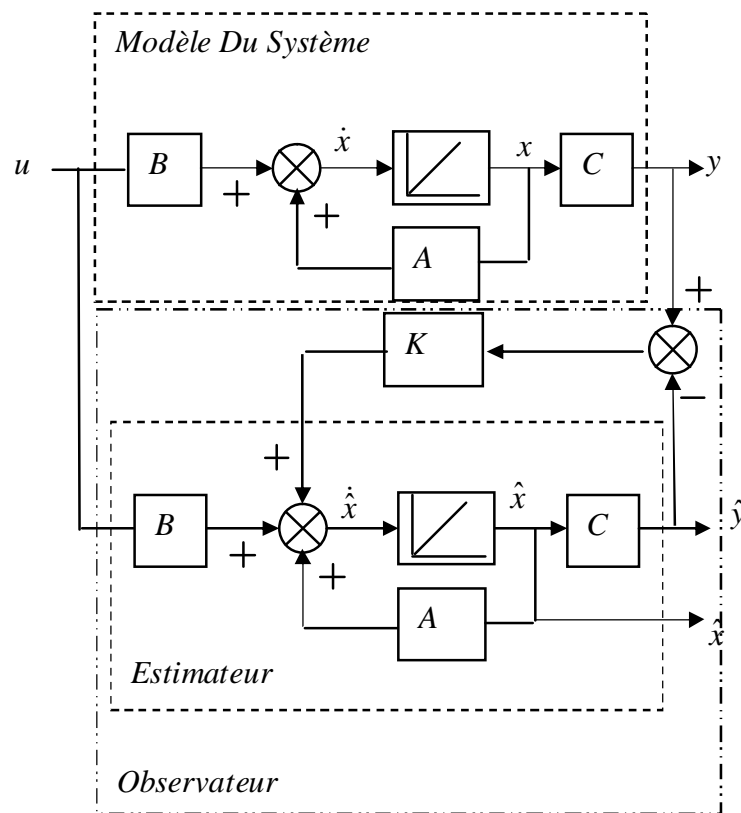 Modèle Du Système
u
B
+
+
ẋ
x
C
y
A
+
K
−
+
B
+
+
x̂̇
x̂
C
ŷ
A
x̂
Estimateur
Observateur